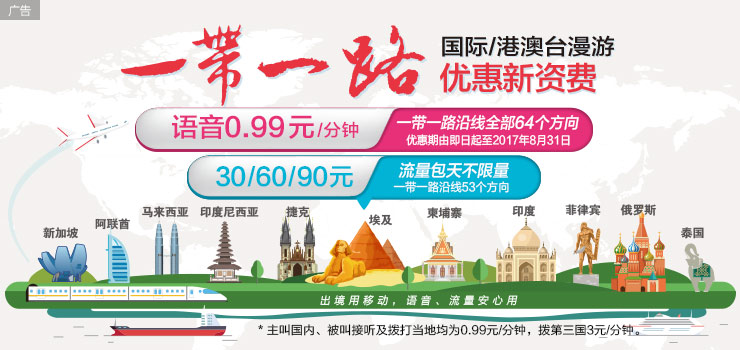 广告
一带一路
国际/港澳台漫游
优惠新资费
语音0.99元/分钟
一带一路沿线全部64个方向
优惠期由即日起至2017年8月31日
30/60/90元
流量包天不限量
一带一路沿线53个方向
新加坡
阿联酋
马来西亚
印度尼西亚
捷克
埃及
柬埔寨
印度
菲律宾
俄罗斯
泰国
出境用移动，语音、流量安心用
* 主叫国内、被叫接听及拨打当地均为0.99元/分钟，拨第三国3元/分钟。